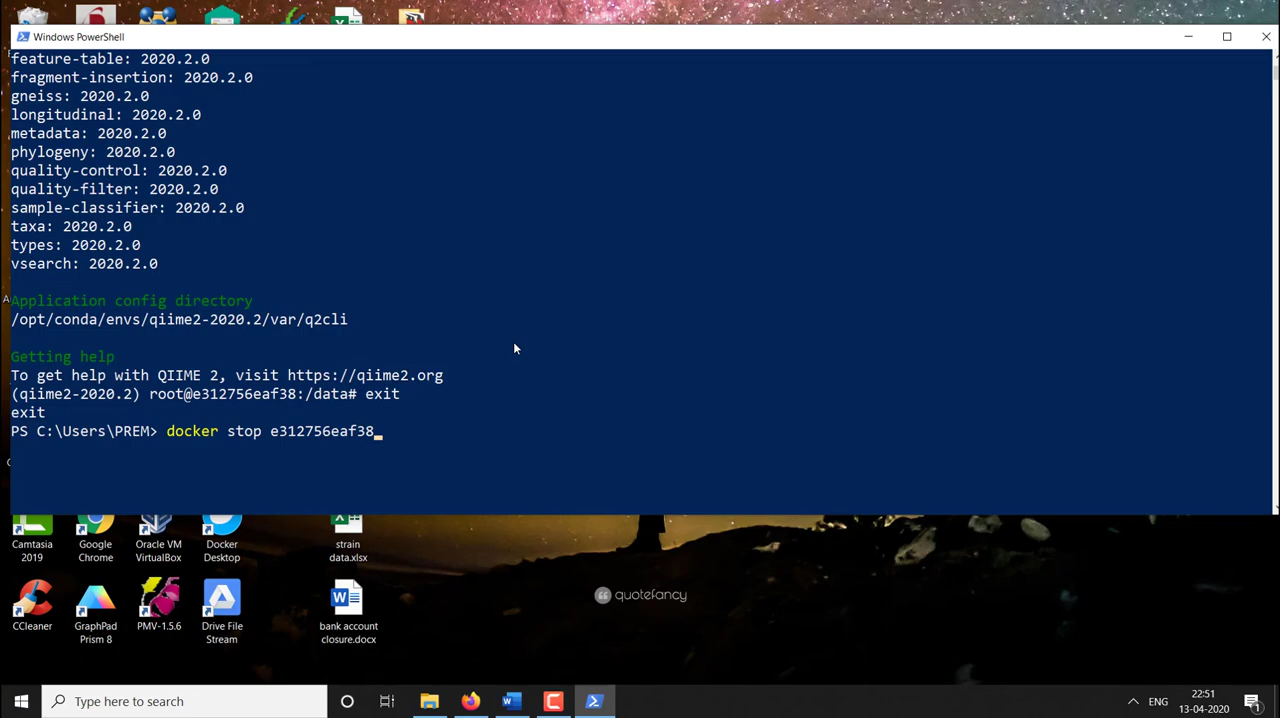 Windows PowerShell
feature-table: 2020.2.0
fragment-insertion: 2020.2.0
gneiss: 2020.2.0
longitudinal: 2020.2.0
metadata: 2020.2.0
phylogeny: 2020.2.0
quality-control: 2020.2.0
quality-filter: 2020.2.0
sample-classifier: 2020.2.0
taxa: 2020.2.0
types: 2020.2.0
vsearch: 2020.2.0
Application config directory
/opt/conda/envs/qiime2-2020.2/var/q2cli
Getting help
To get help with QIIME 2, visit https://qiime2.org
(qiime2-2020.2) root@e312756eaf38:/data# exit
exit
PS C:\Users\PREM> docker stop e312756eaf38
Camtasia 2019
Google Chrome
Oracle VM VirtualBox
Docker Desktop
strain data.xlsx
CCleaner
GraphPad Prism 8
PMV-1.5.6
Drive File Stream
bank account closure.docx
quotefancy
Type here to search
ENG
22:51
13-04-2020
1